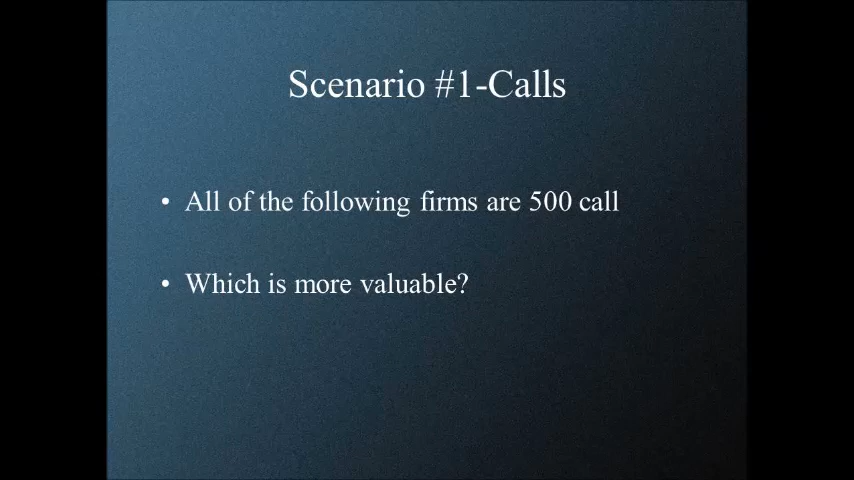 Scenario #1-Calls
• All of the following firms are 500 call
• Which is more valuable?